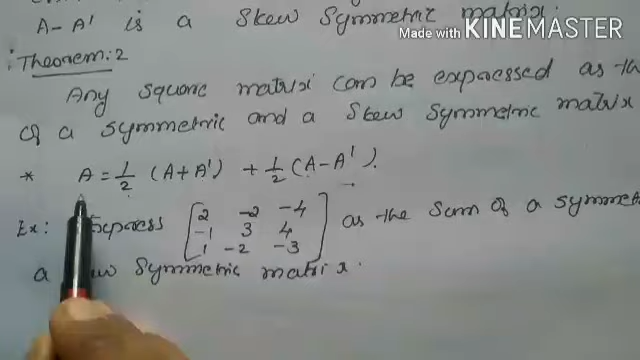 A - A' is a Skew Symmetric matrix.
Made with KINEMASTER
Theorem: 2
Any square matrix can be expressed as the
of a symmetric and a skew symmetric matrix
* A = 1/2 (A + A') + 1/2 (A - A').
Ex: Express [2 -2 -4
-1 3 4
1 -2 -3] as the sum of a symmet
a skew symmetric matrix.